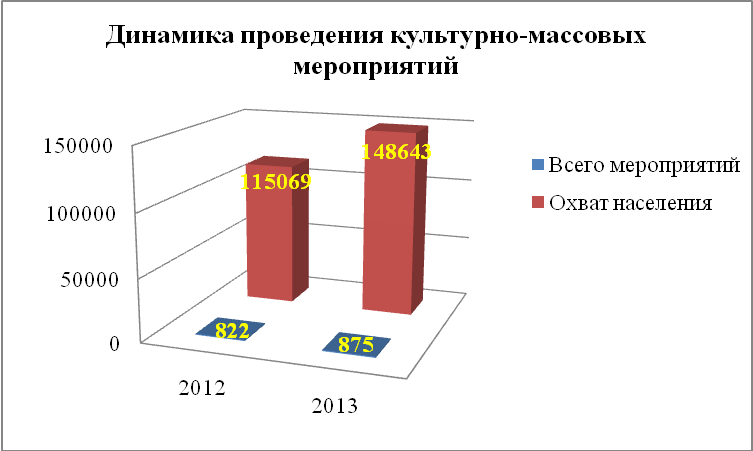 Динамика проведения культурно-массовых
мероприятий
150000
100000
50000
0
115069
148643
822
875
2012
2013
Всего мероприятий
Охват населения